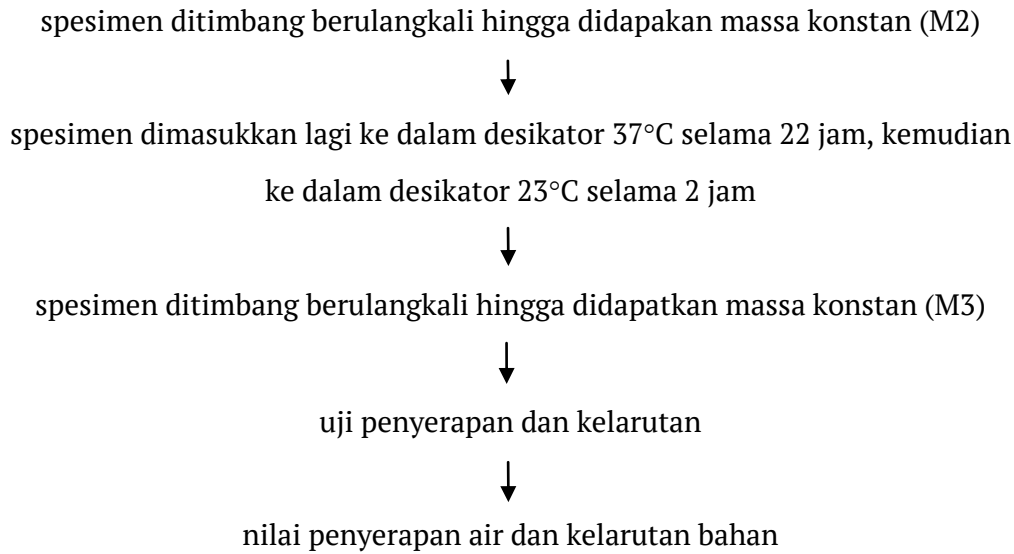 spesimen ditimbang berulangkali hingga didapakan massa konstan (M2)
spesimen dimasukkan lagi ke dalam desikator 37°C selama 22 jam, kemudian
ke dalam desikator 23°C selama 2 jam
spesimen ditimbang berulangkali hingga didapatkan massa konstan (M3)
uji penyerapan dan kelarutan
nilai penyerapan air dan kelarutan bahan